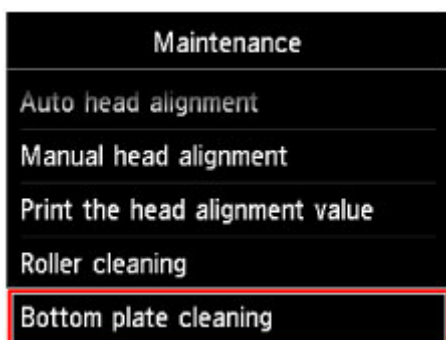 Maintenance
Auto head alignment
Manual head alignment
Print the head alignment value
Roller cleaning
Bottom plate cleaning